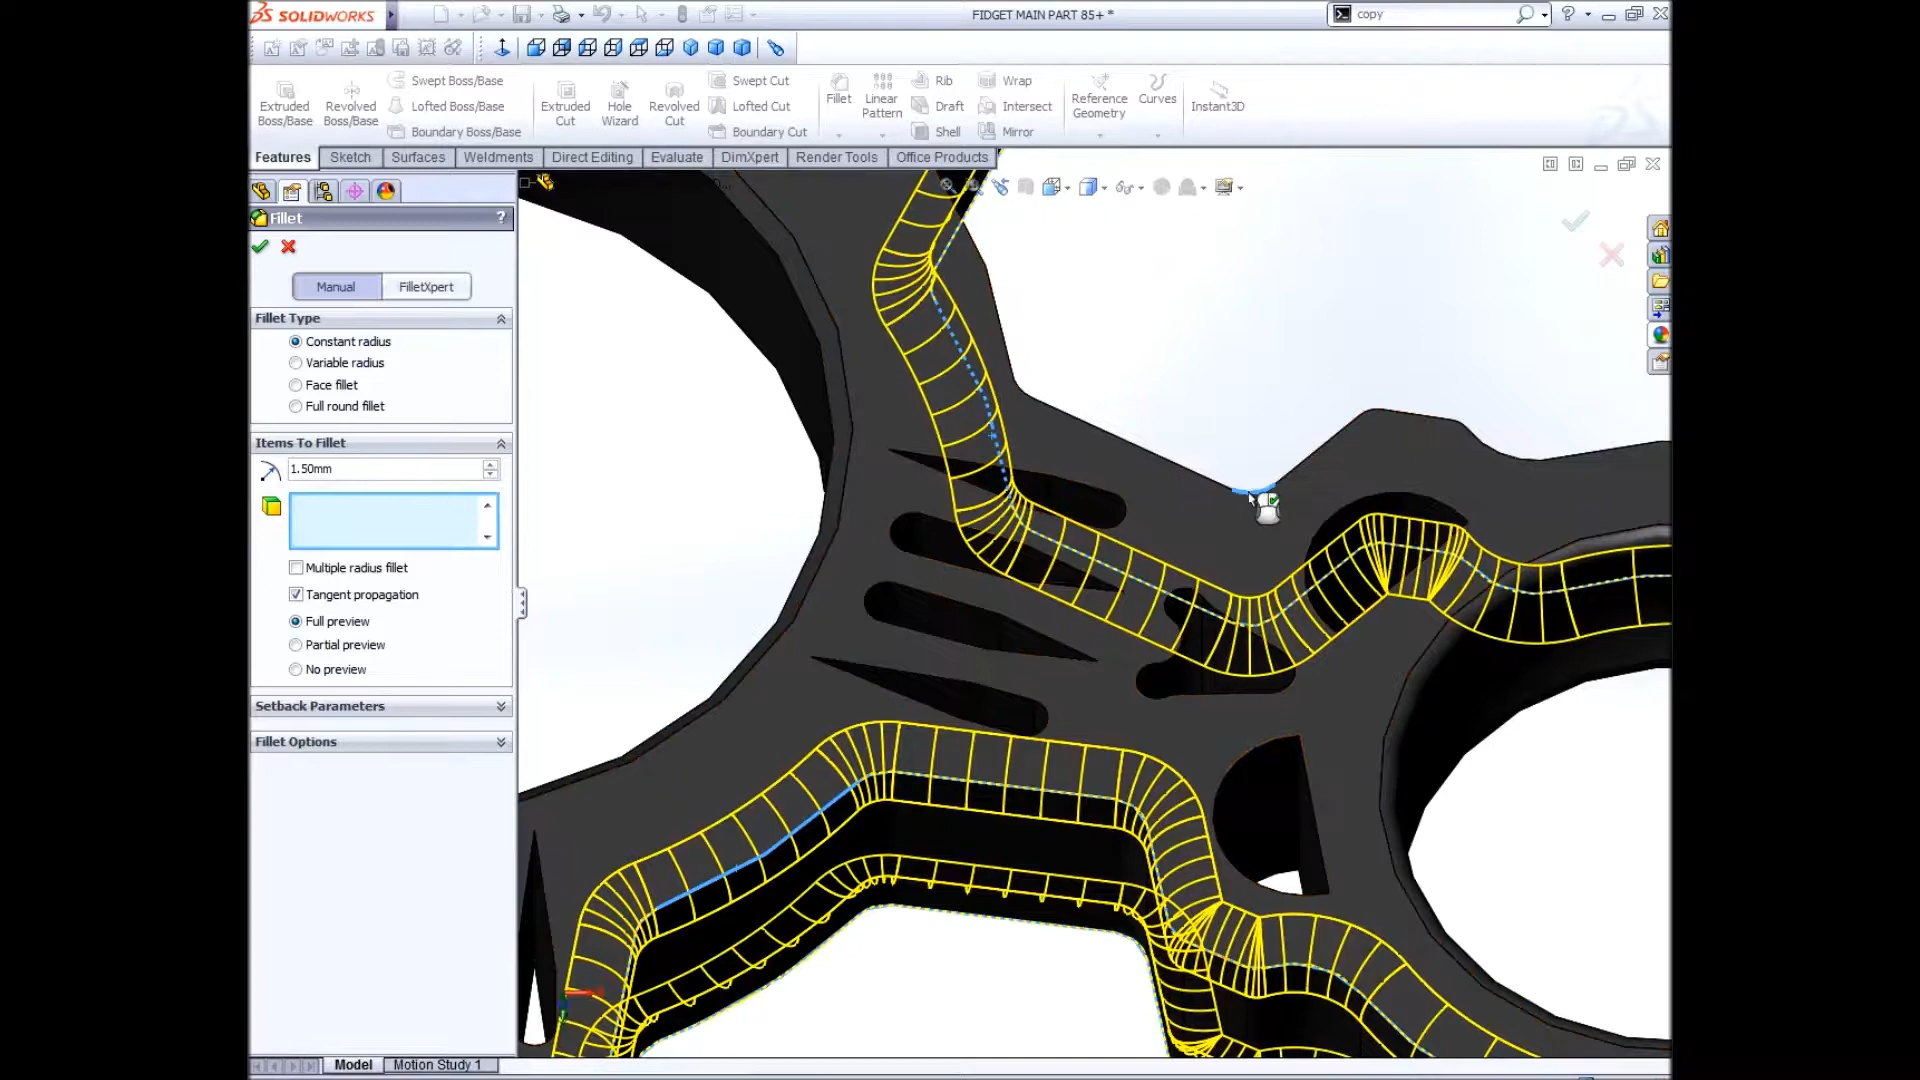 SOLIDWORKS
FIDGET MAIN PART 85+ *
copy
Extruded Boss/Base
Revolved Boss/Base
Swept Boss/Base
Lofted Boss/Base
Boundary Boss/Base
Extruded Cut
Hole Wizard
Revolved Cut
Swept Cut
Lofted Cut
Boundary Cut
Fillet
Linear Pattern
Rib
Draft
Shell
Wrap
Intersect
Mirror
Reference Geometry
Curves
Instant3D
Features
Sketch
Surfaces
Weldments
Direct Editing
Evaluate
DimXpert
Render Tools
Office Products
Fillet
?
Manual
FilletXpert
Fillet Type
Constant radius
Variable radius
Face fillet
Full round fillet
Items To Fillet
1.50mm
Multiple radius fillet
Tangent propagation
Full preview
Partial preview
No preview
Setback Parameters
Fillet Options
Model
Motion Study 1